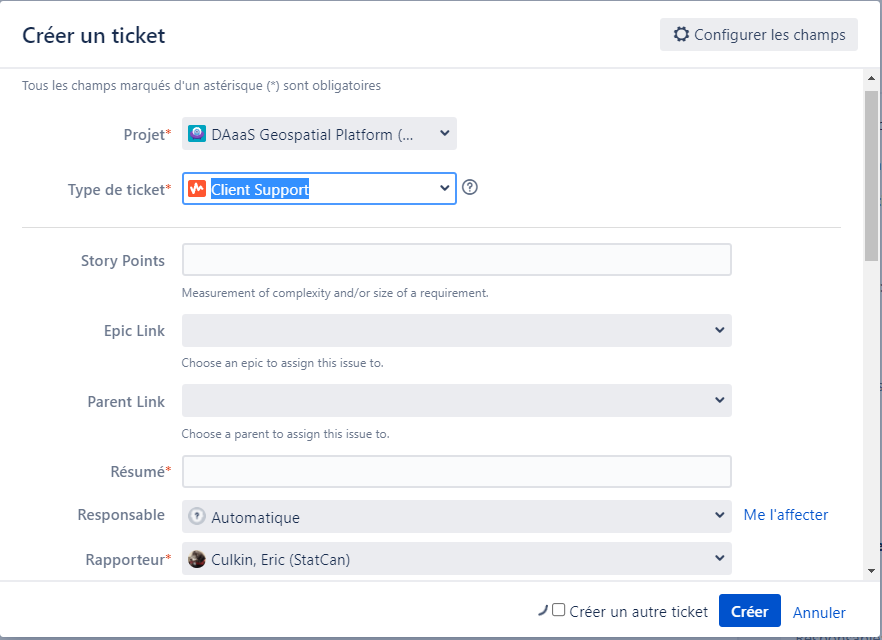 Créer un ticket
Configurer les champs
Tous les champs marqués d'un astérisque (*) sont obligatoires
Projet* DAaaS Geospatial Platform (...
Type de ticket* Client Support
Story Points
Measurement of complexity and/or size of a requirement.
Epic Link
Choose an epic to assign this issue to.
Parent Link
Choose a parent to assign this issue to.
Résumé*
Responsable Automatique Me l'affecter
Rapporteur* Culkin, Eric (StatCan)
Créer un autre ticket Créer Annuler